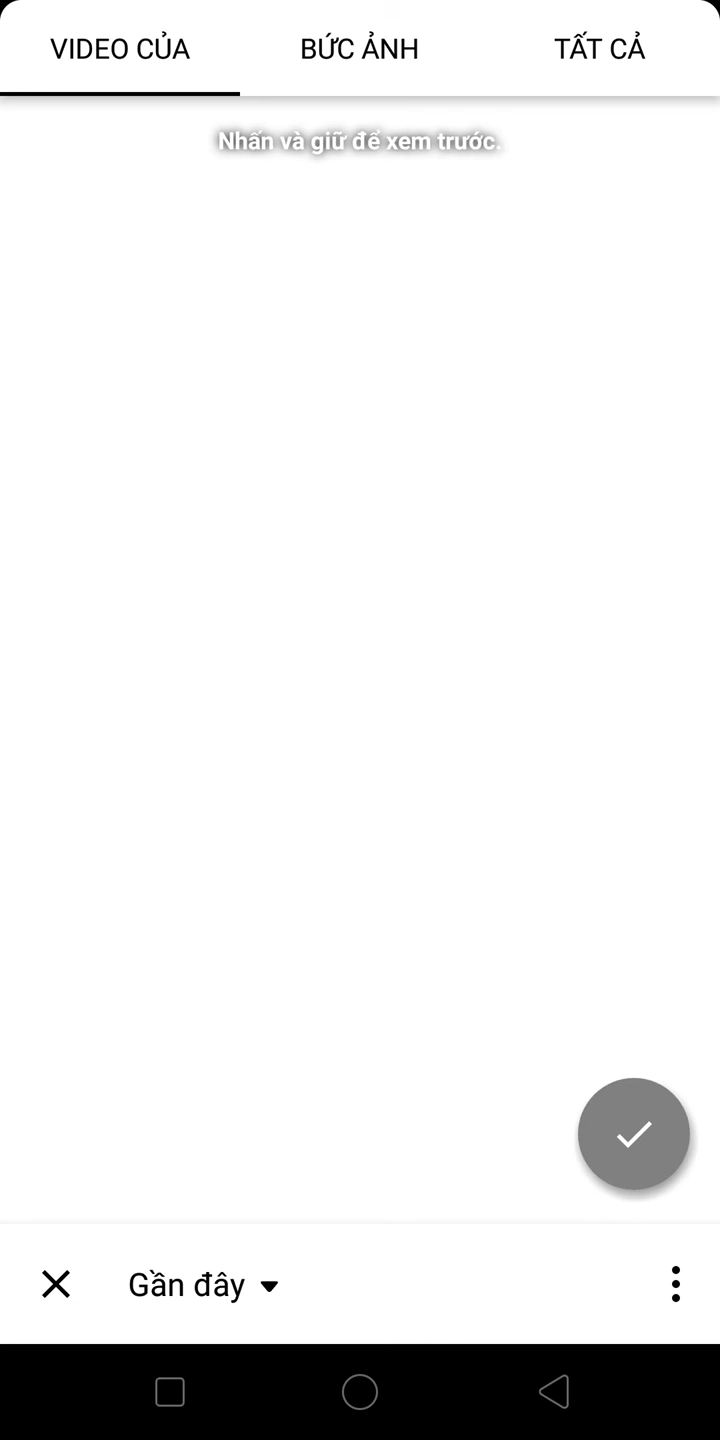 VIDEO CỦA
BỨC ẢNH
TẤT CẢ
Nhấn và giữ để xem trước.
Gần đây